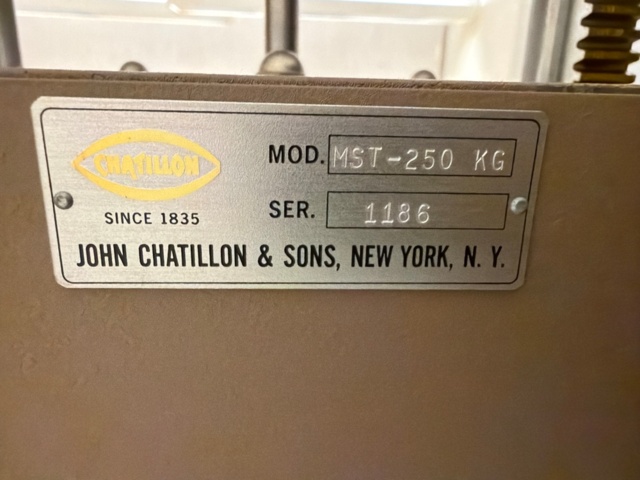 CHATILLON
SINCE 1835
MOD. MST-250 KG
SER. 1186
JOHN CHATILLON & SONS, NEW YORK, N. Y.